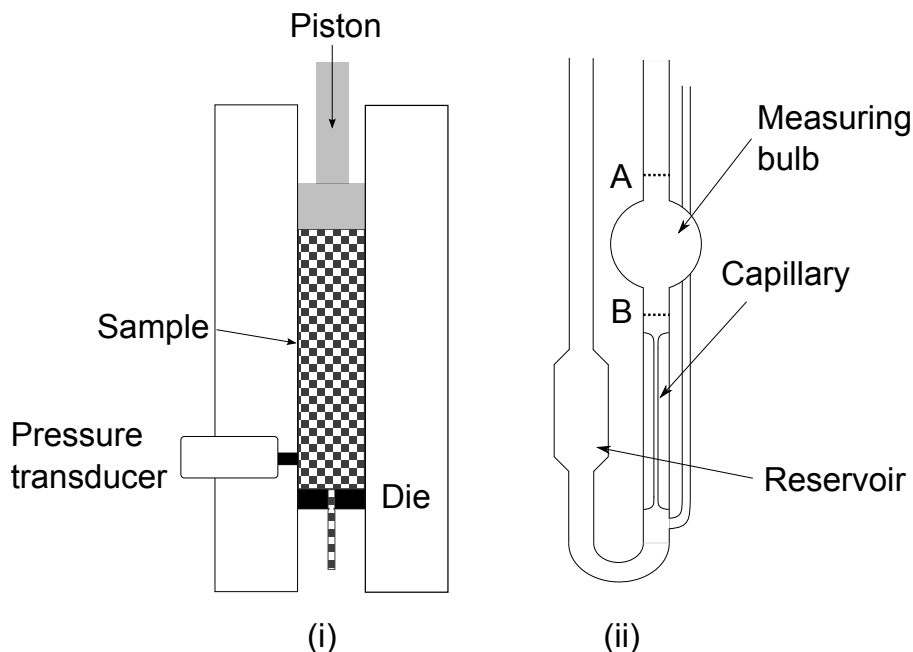 Piston
Measuring
bulb
A
Capillary
B
Sample
Pressure
transducer
Die
Reservoir
(i)
(ii)